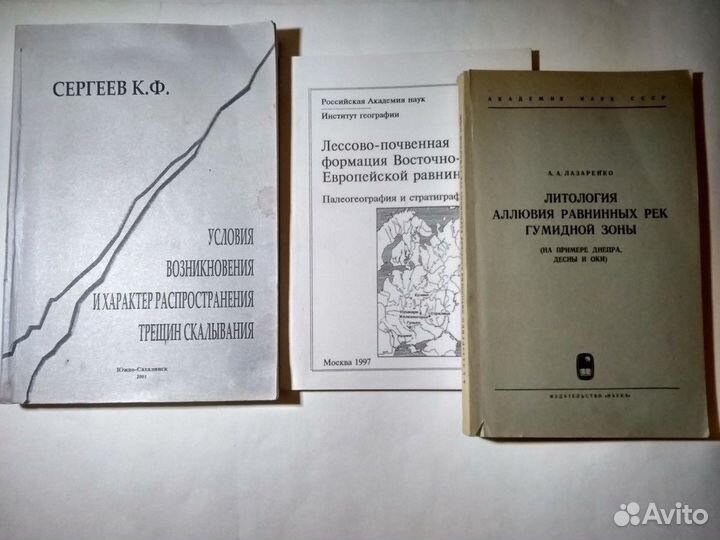 СЕРГЕЕВ К.Ф.
УСЛОВИЯ
ВОЗНИКНОВЕНИЯ
И ХАРАКТЕР РАСПРОСТРАНЕНИЯ
ТРЕЩИН СКАЛЫВАНИЯ
Южно-Сахалинск
2001
Российская Академия наук
Институт географии
Лессово-почвенная
формация Восточно-
Европейской равнин
Палеогеография и стратиграф
Москва 1997
АКАДЕМИЯ НАУК СССР
А. А. ЛАЗАРЕНКО
ЛИТОЛОГИЯ
АЛЛЮВИЯ РАВНИННЫХ РЕК
ГУМИДНОЙ ЗОНЫ
(НА ПРИМЕРЕ ДНЕПРА,
ДЕСНЫ И ОКИ)
ИЗДАТЕЛЬСТВО «НАУКА»
Avito